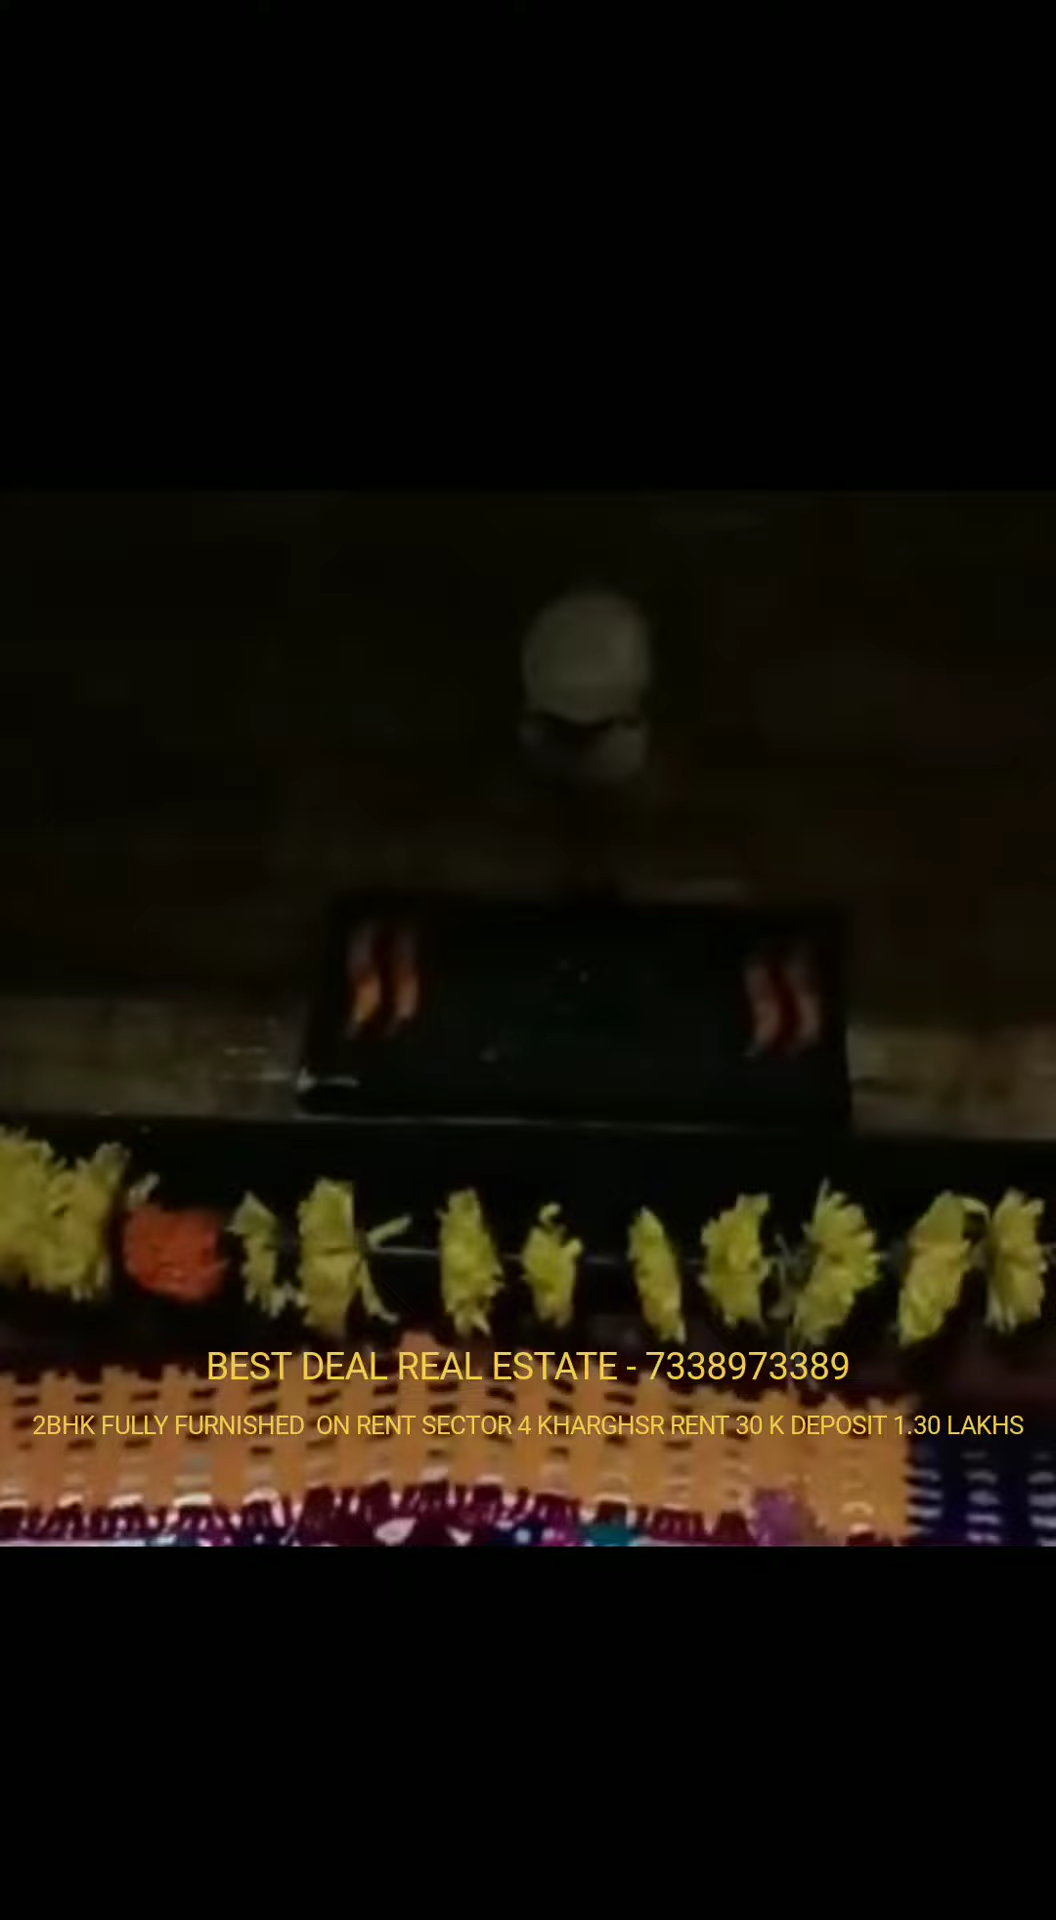 BEST DEAL REAL ESTATE - 7338973389
2BHK FULLY FURNISHED  ON RENT SECTOR 4 KHARGHSR RENT 30 K DEPOSIT 1.30 LAKHS